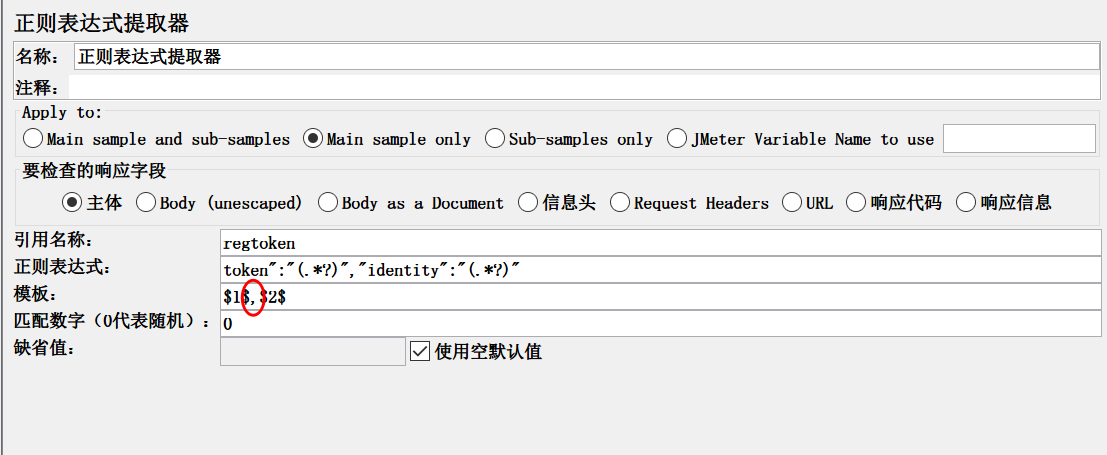 正则表达式提取器
名称： 正则表达式提取器
注释：
Apply to:
Main sample and sub-samples Main sample only Sub-samples only JMeter Variable Name to use
要检查的响应字段
主体 Body (unescaped) Body as a Document 信息头 Request Headers URL 响应代码 响应信息
引用名称： regtoken
正则表达式： token":"(.*?)","identity":"(.*?)"
模板： $1$,$2$
匹配数字（0代表随机）： 0
缺省值： 使用空默认值